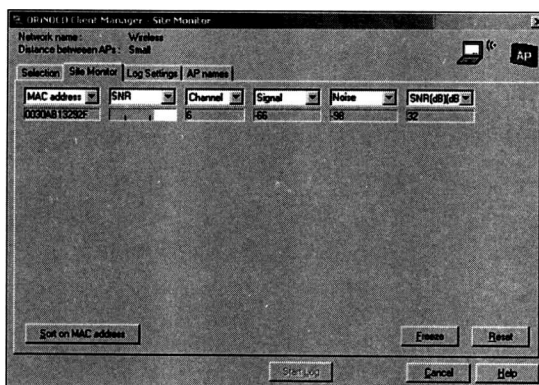 ORiNOCO Client Manager - Site Monitor
Network name : Wireless
Distance between APs : Small
AP
Selection Site Monitor Log Settings AP names
MAC address SNR Channel Signal Noise SNR[dB][dB
0030AB13292F 6 -66 -98 32
Sort on MAC address Freeze Reset
Start Log Cancel Help